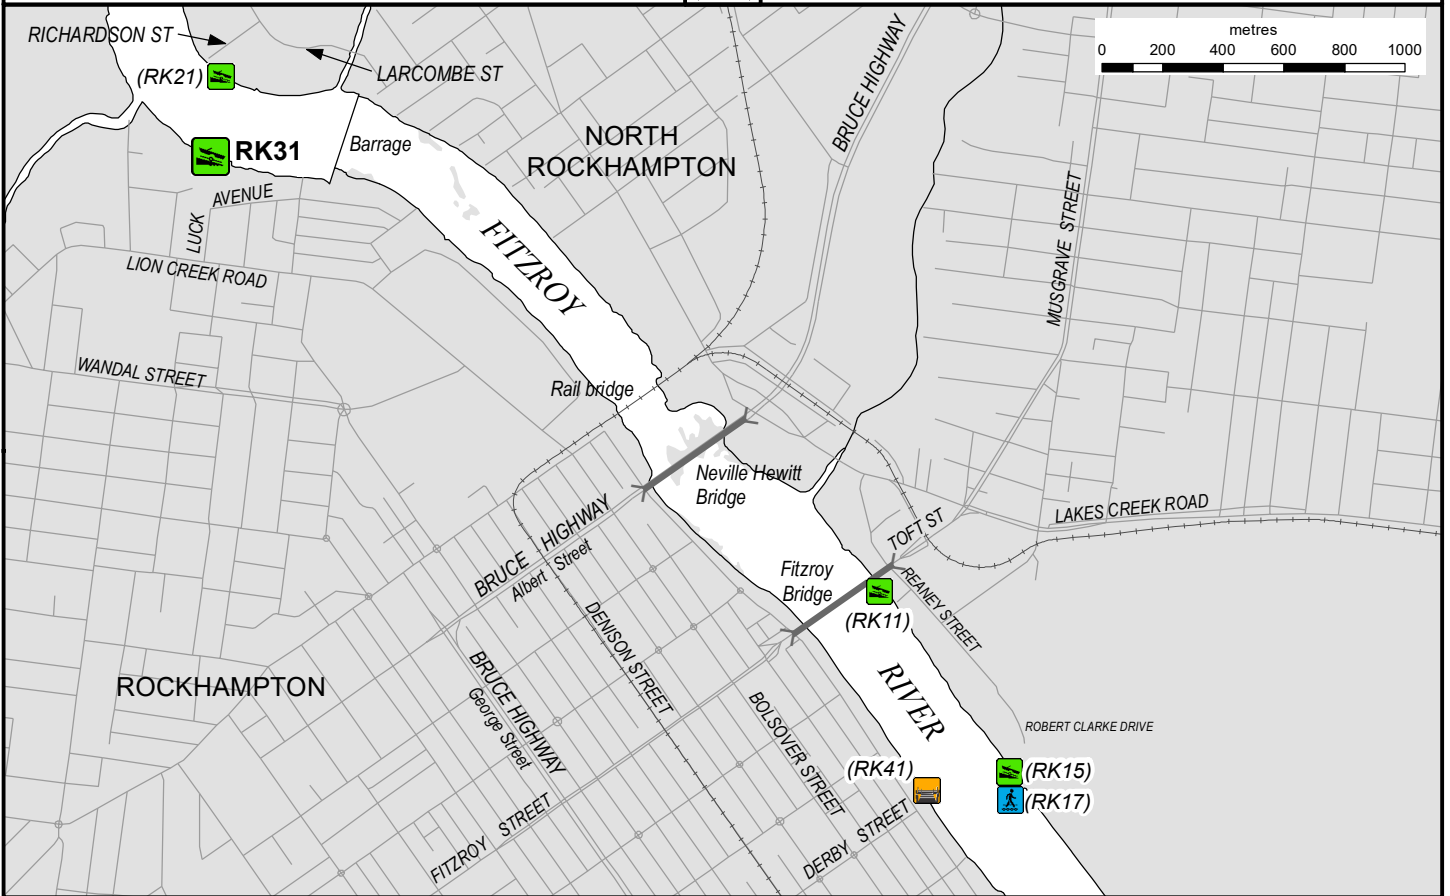 RICHARDSON ST
(RK21)
LARCOMBE ST
metres
0 200 400 600 800 1000
RK31
Barrage
NORTH
ROCKHAMPTON
BRUCE HIGHWAY
MUSGRAVE STREET
LUCK
AVENUE
LION CREEK ROAD
FITZROY
WANDAL STREET
Rail bridge
Neville Hewitt
Bridge
BRUCE HIGHWAY
Albert Street
TOFT ST
LAKES CREEK ROAD
Fitzroy
Bridge
(RK11)
REANEY STREET
DENISON STREET
ROCKHAMPTON
BRUCE HIGHWAY
George Street
RIVER
BOLSOVER STREET
ROBERT CLARKE DRIVE
(RK41)
(RK15)
(RK17)
FITZROY STREET
DERBY STREET